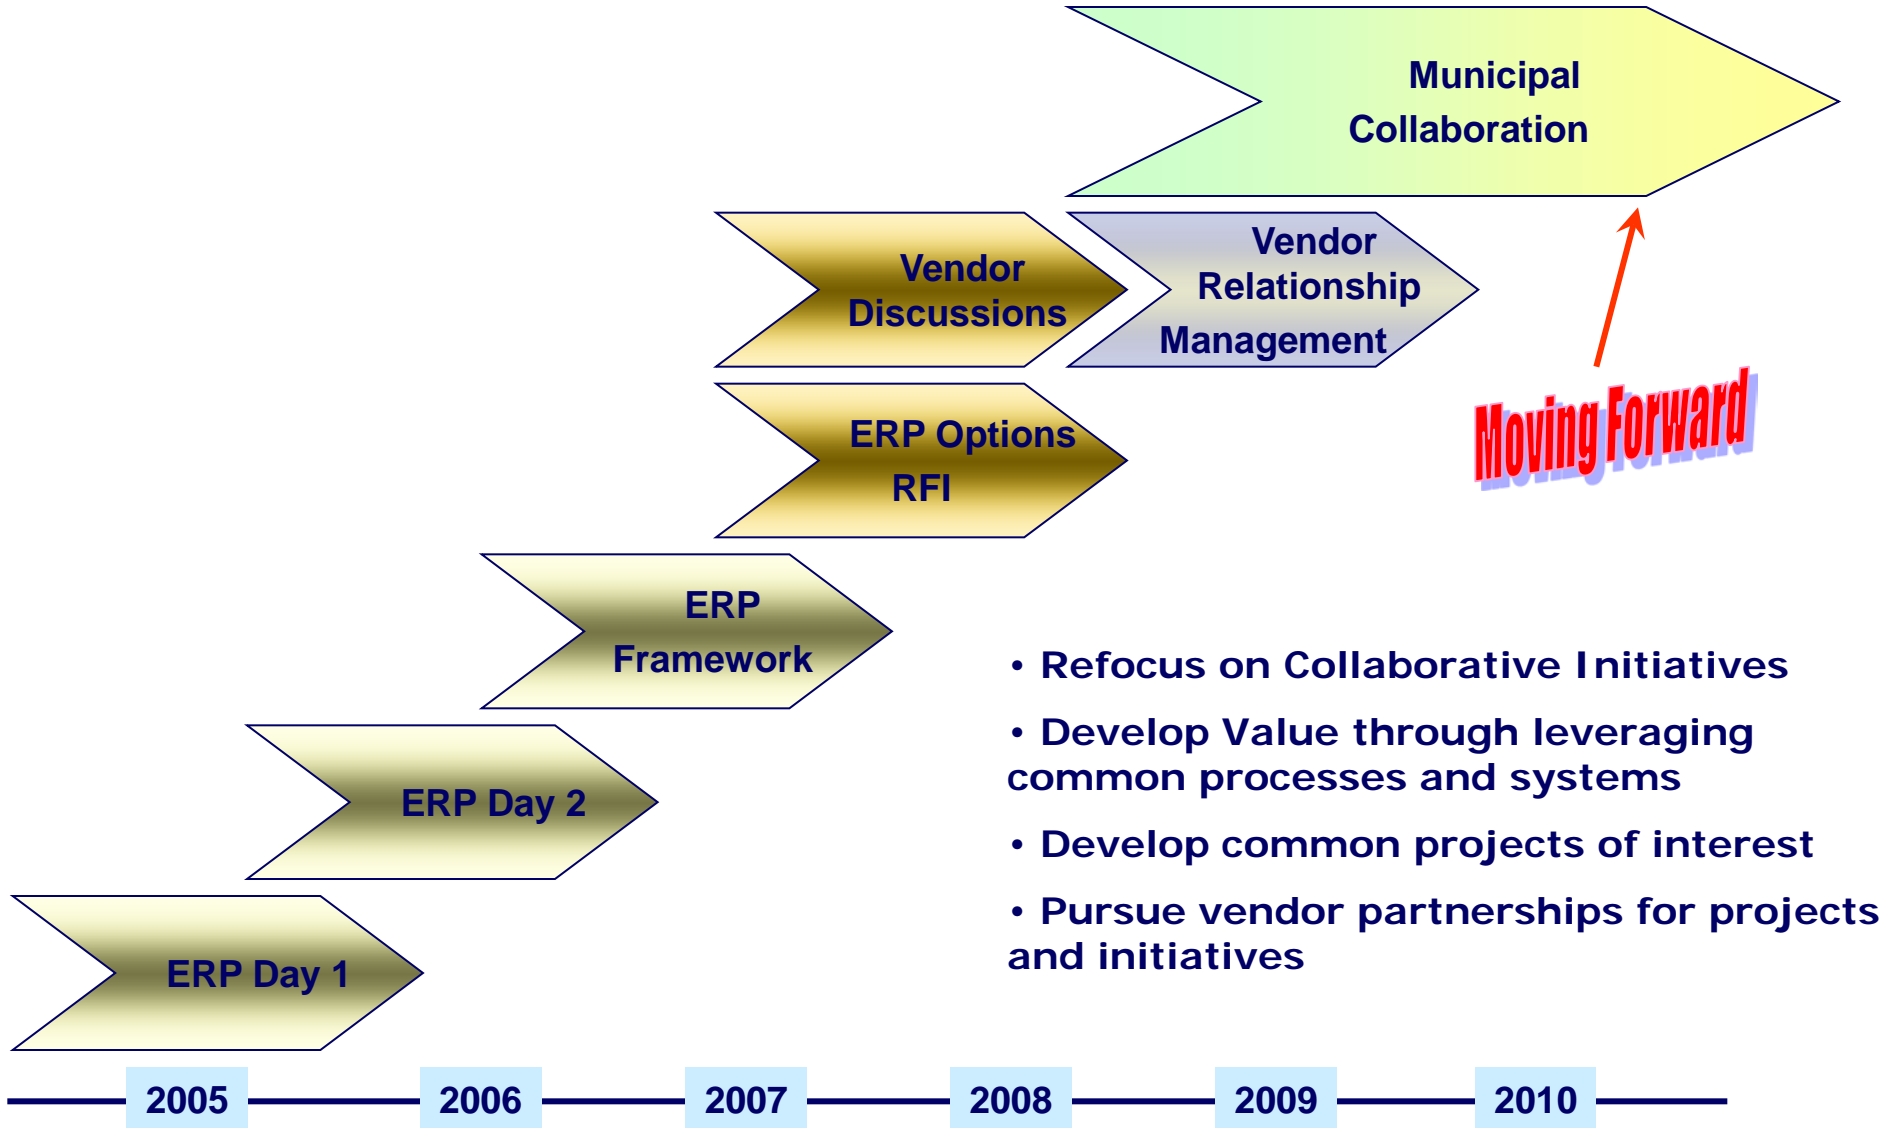 Municipal
Collaboration
Vendor
Discussions
Vendor
Relationship
Management
Moving Forward
ERP Options
RFI
ERP
Framework
• Refocus on Collaborative Initiatives
• Develop Value through leveraging
common processes and systems
• Develop common projects of interest
• Pursue vendor partnerships for projects
and initiatives
ERP Day 2
ERP Day 1
2005 2006 2007 2008 2009 2010